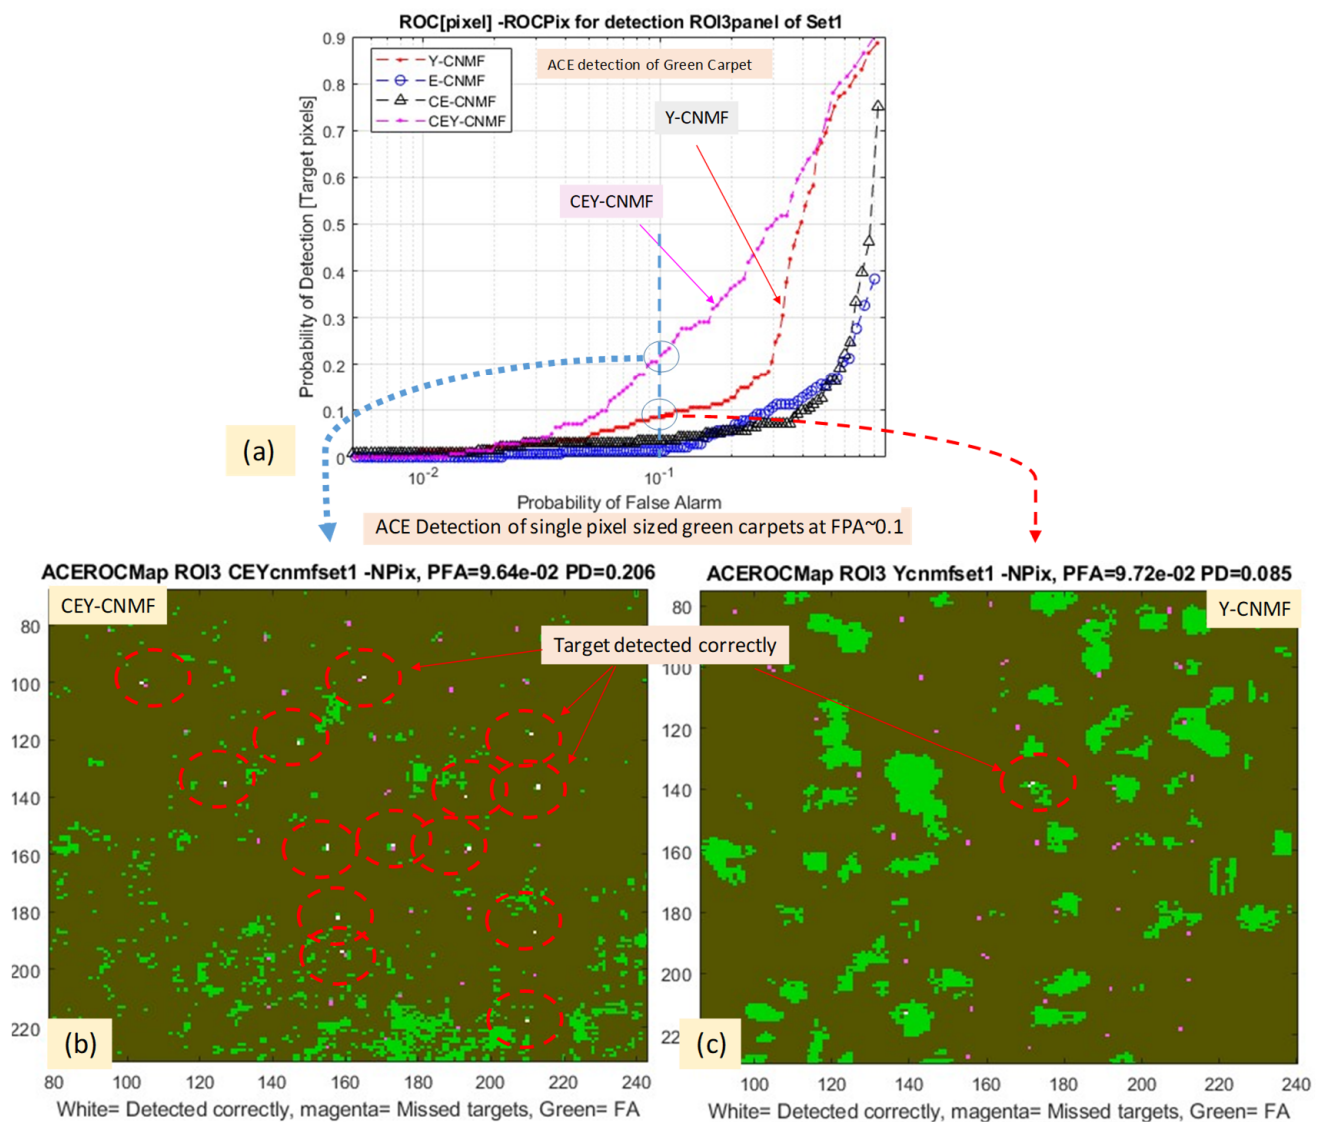 ROC[pixel] -ROCPix for detection ROI3panel of Set1
Y-CNMF
E-CNMF
CE-CNMF
CEY-CNMF
ACE detection of Green Carpet
Y-CNMF
CEY-CNMF
Probability of Detection [Target pixels]
0.9
0.8
0.7
0.6
0.5
0.4
0.3
0.2
0.1
0
10-2
10-1
Probability of False Alarm
(a)
ACE Detection of single pixel sized green carpets at FPA~0.1
ACEROCMap ROI3 CEYcnmfset1 -NPix, PFA=9.64e-02 PD=0.206
CEY-CNMF
80
100
120
140
160
180
200
220
(b)
80 100 120 140 160 180 200 220 240
White= Detected correctly, magenta= Missed targets, Green= FA
Target detected correctly
ACEROCMap ROI3 Ycnmfset1 -NPix, PFA=9.72e-02 PD=0.085
Y-CNMF
80
100
120
140
160
180
200
(c)
100 120 140 160 180 200 220 240
White= Detected correctly, magenta= Missed targets, Green= FA